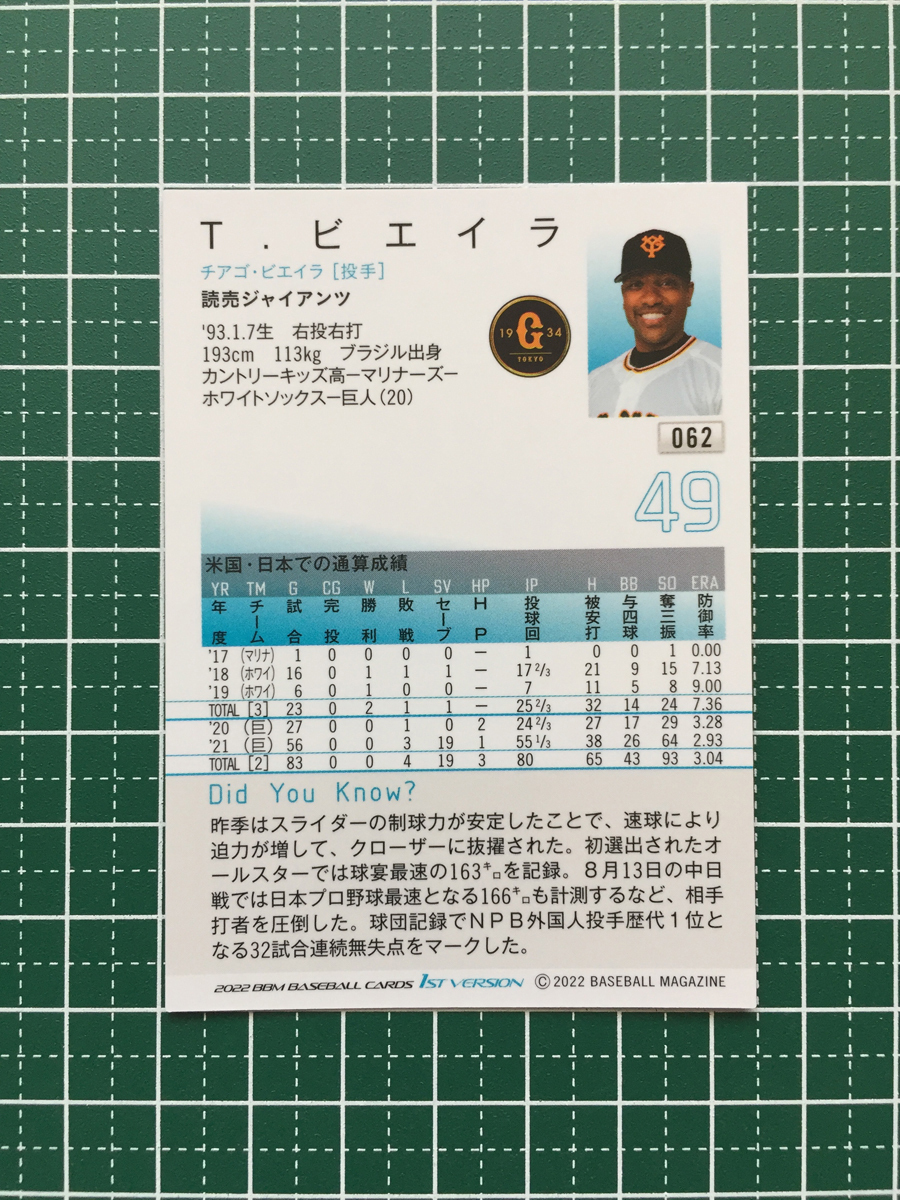 T．ビエイラ
チアゴ・ビエイラ［投手］
読売ジャイアンツ
'93.1.7生　右投右打
193cm　113kg　ブラジル出身
カントリーキッズ高ーマリナーズー
ホワイトソックスー巨人(20)
19 G 34
TOKYO
062
49
米国・日本での通算成績
YR TM G CG W L SV HP IP H BB SO ERA
年度 チーム 試合 完投 勝利 敗戦 セーブ HP 投球回 被安打 与四球 奪三振 防御率
'17 (マリナ) 1 0 0 0 0 ー 1 0 0 1 0.00
'18 (ホワイ) 16 0 1 1 1 ー 17 2/3 21 9 15 7.13
'19 (ホワイ) 6 0 1 0 0 ー 7 11 5 8 9.00
TOTAL [3] 23 0 2 1 1 ー 25 2/3 32 14 24 7.36
'20 (巨) 27 0 0 1 0 2 24 2/3 27 17 29 3.28
'21 (巨) 56 0 0 3 19 1 55 1/3 38 26 64 2.93
TOTAL [2] 83 0 0 4 19 3 80 65 43 93 3.04
Did You Know?
昨季はスライダーの制球力が安定したことで、速球により
迫力が増して、クローザーに抜擢された。初選出されたオ
ールスターでは球宴最速の163㌔を記録。８月13日の中日
戦では日本プロ野球最速となる166㌔も計測するなど、相手
打者を圧倒した。球団記録でＮＰＢ外国人投手歴代１位と
なる32試合連続無失点をマークした。
2022 BBM BASEBALL CARDS 1ST VERSION © 2022 BASEBALL MAGAZINE